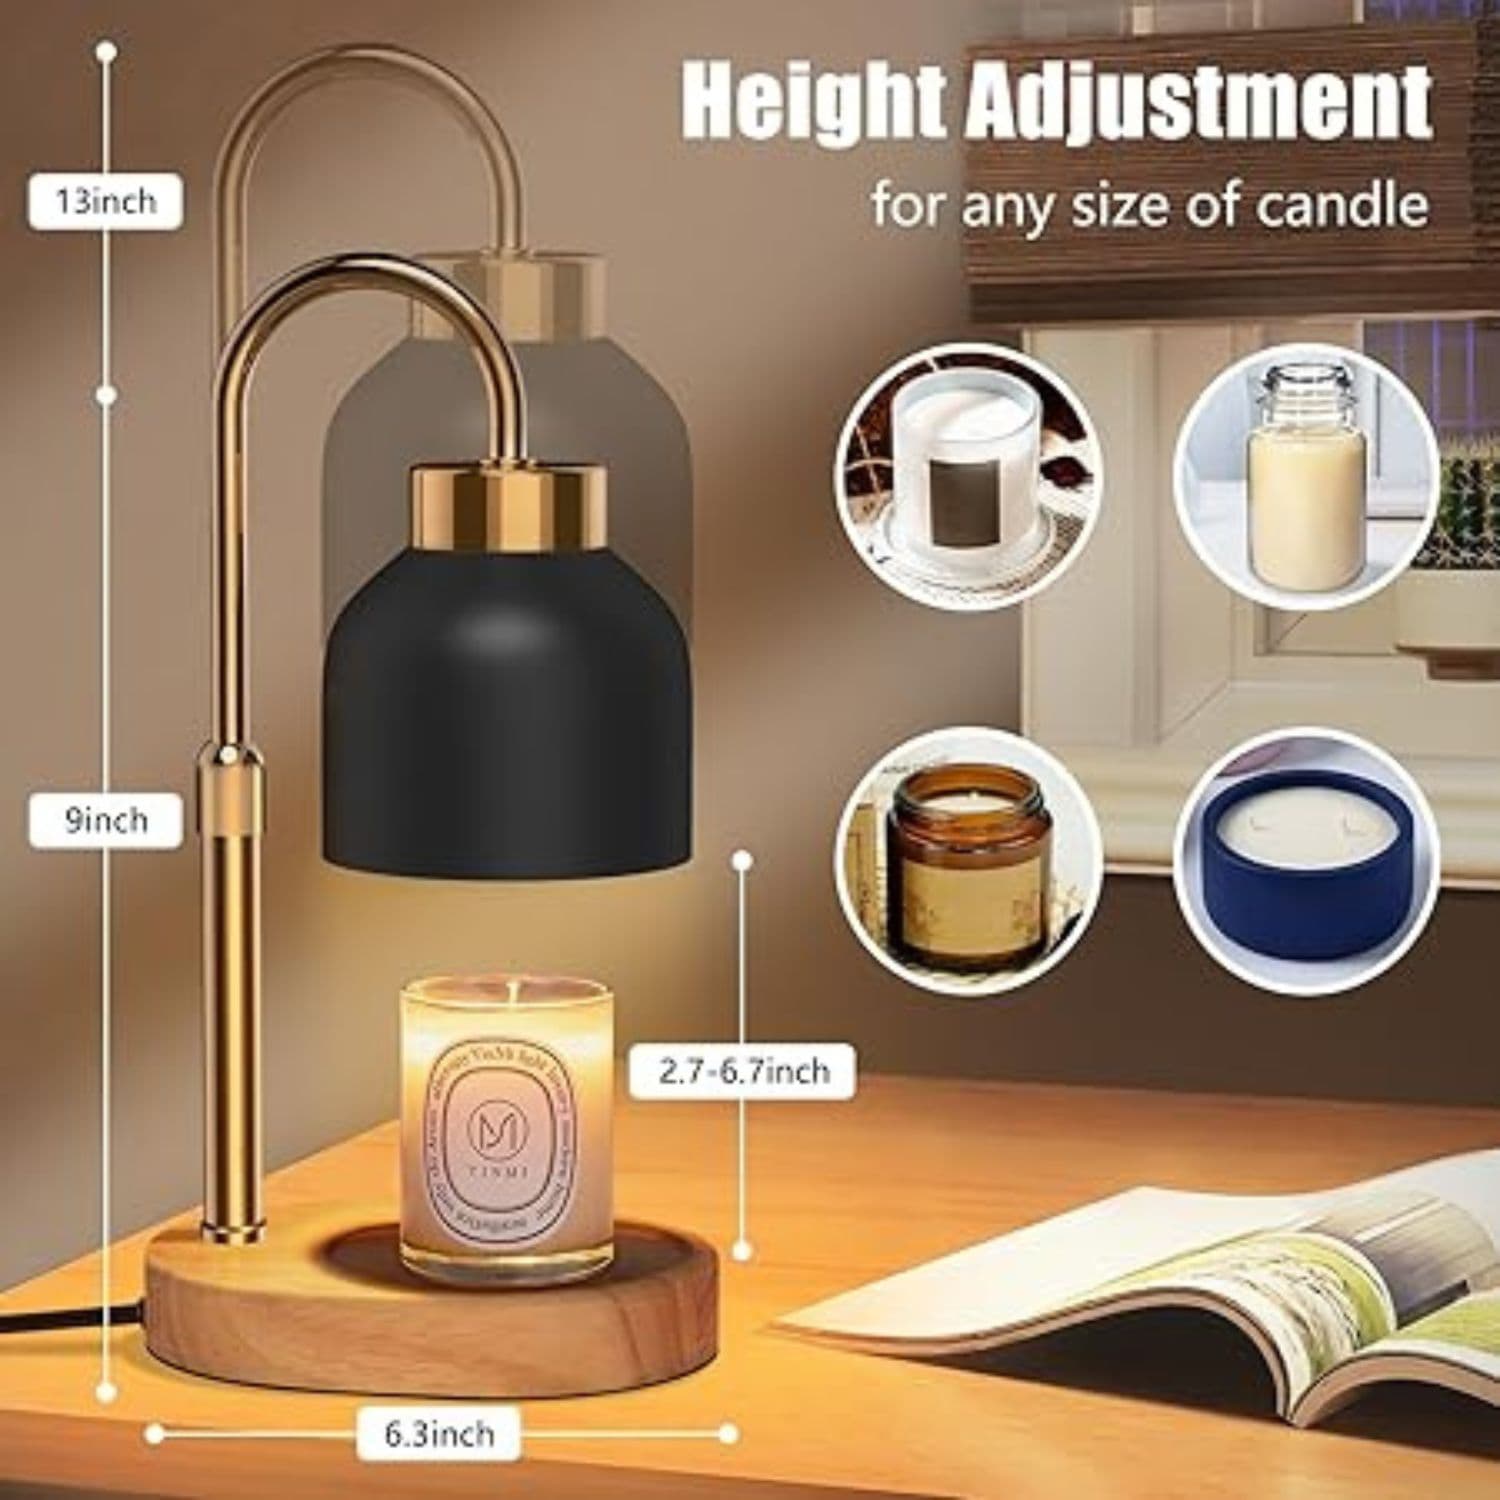 Height Adjustment
for any size of candle
13inch
9inch
2.7-6.7inch
YINMI
6.3inch